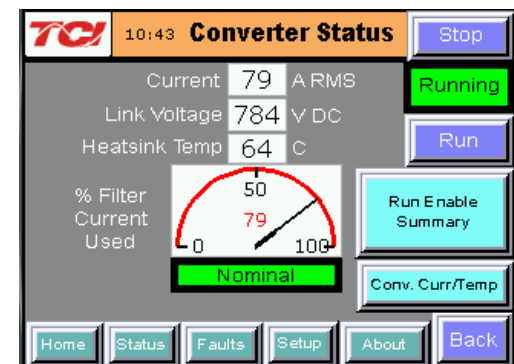 TCI 10:43 Converter Status Stop
Current 79 A RMS Running
Link Voltage 784 V DC
Heatsink Temp 64 C Run
% Filter Current Used
50
79
0 100
Nominal
Run Enable Summary
Conv. Curr/Temp
Home Status Faults Setup About Back